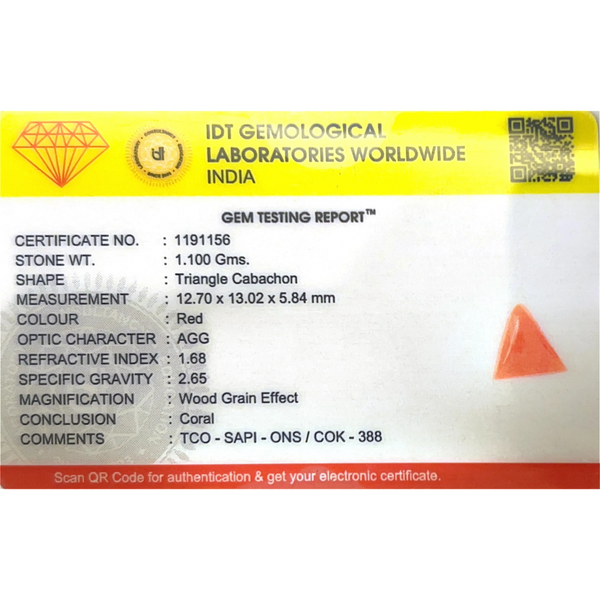 IDT GEMOLOGICAL
LABORATORIES WORLDWIDE
INDIA
GEM TESTING REPORT™
CERTIFICATE NO. : 1191156
STONE WT. : 1.100 Gms.
SHAPE : Triangle Cabachon
MEASUREMENT : 12.70 x 13.02 x 5.84 mm
COLOUR : Red
OPTIC CHARACTER : AGG
REFRACTIVE INDEX : 1.68
SPECIFIC GRAVITY : 2.65
MAGNIFICATION : Wood Grain Effect
CONCLUSION : Coral
COMMENTS : TCO - SAPI - ONS / COK - 388
Scan QR Code for authentication & get your electronic certificate.